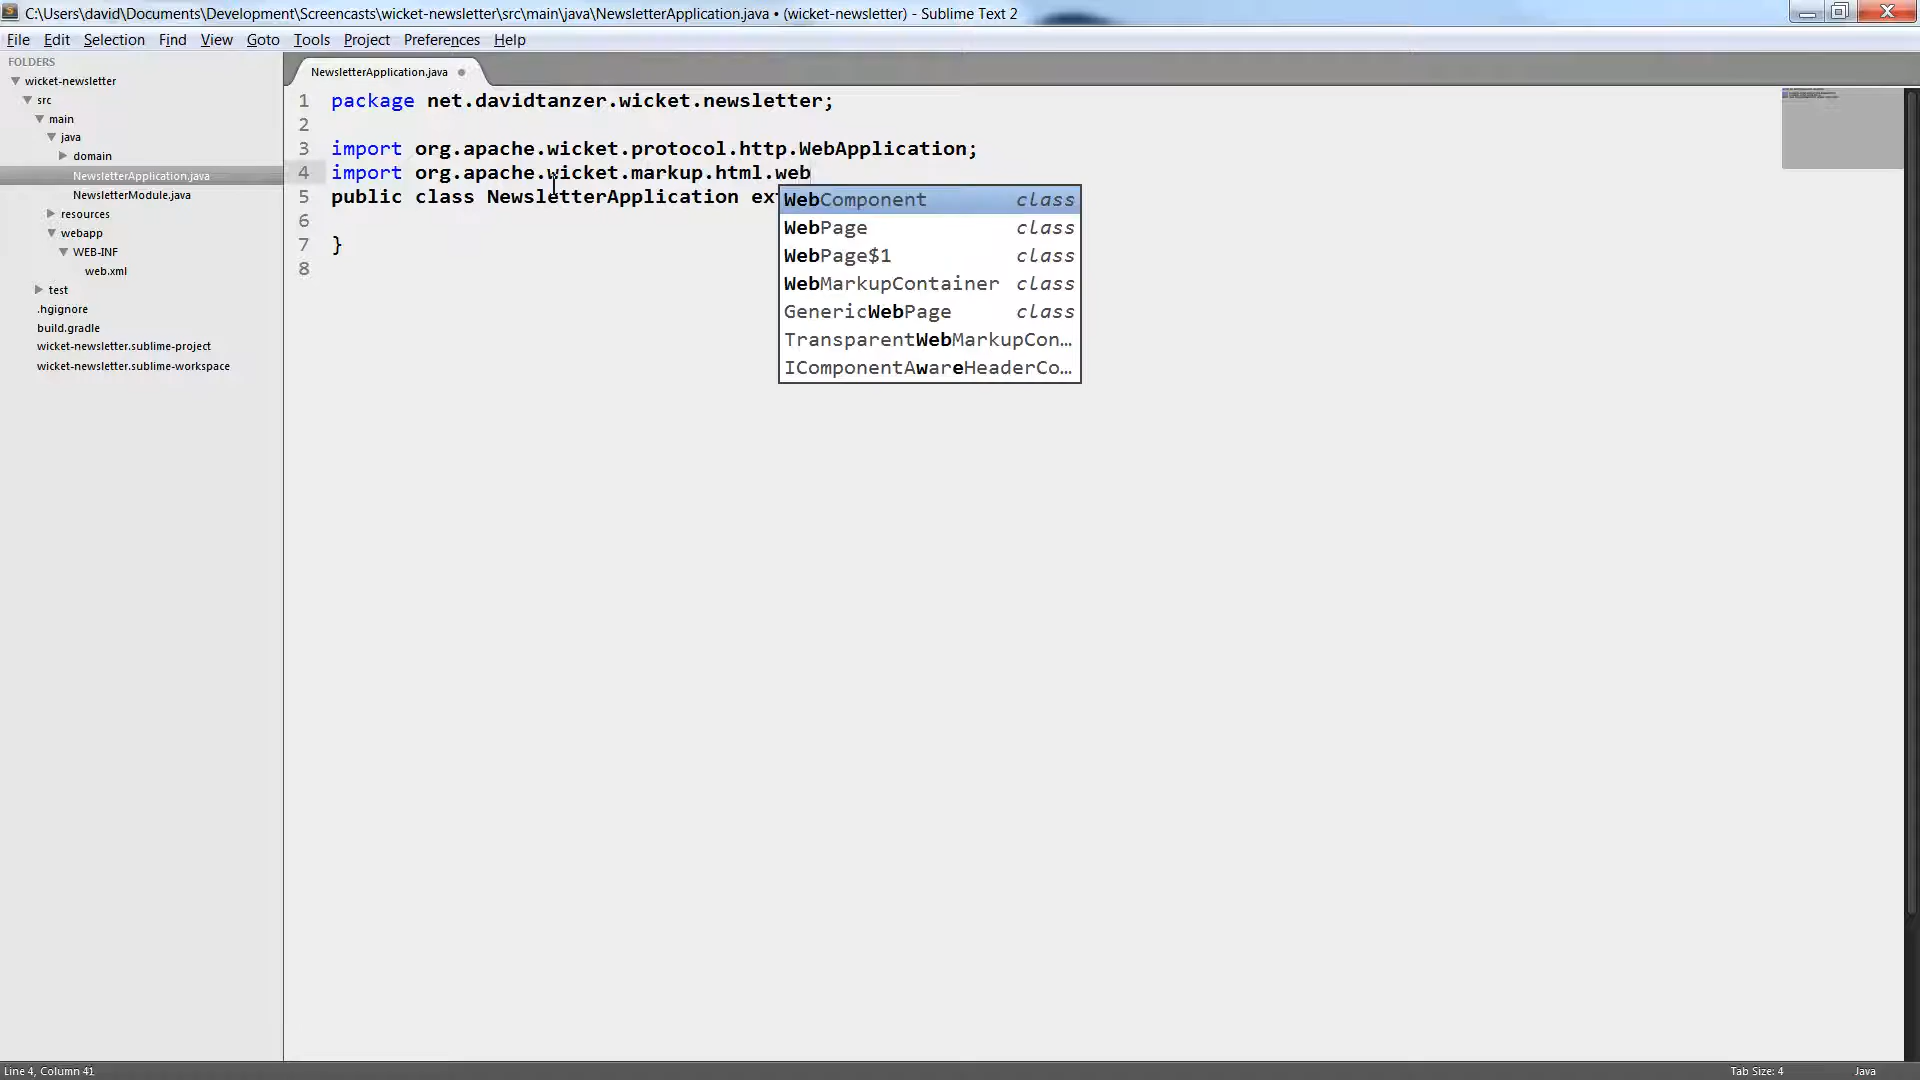 C:\Users\david\Documents\Development\Screencasts\wicket-newsletter\src\main\java\NewsletterApplication.java • (wicket-newsletter) - Sublime Text 2
File Edit Selection Find View Goto Tools Project Preferences Help
FOLDERS
wicket-newsletter
src
main
java
domain
NewsletterApplication.java
NewsletterModule.java
resources
webapp
WEB-INF
web.xml
test
.hgignore
build.gradle
wicket-newsletter.sublime-project
wicket-newsletter.sublime-workspace
NewsletterApplication.java
1 package net.davidtanzer.wicket.newsletter;
2
3 import org.apache.wicket.protocol.http.WebApplication;
4 import org.apache.wicket.markup.html.web
5 public class NewsletterApplication ext
6
7 }
8
WebComponent class
WebPage class
WebPage$1 class
WebMarkupContainer class
GenericWebPage class
TransparentWebMarkupCon…
IComponentAwareHeaderCo…
Line 4, Column 41
Tab Size: 4
Java